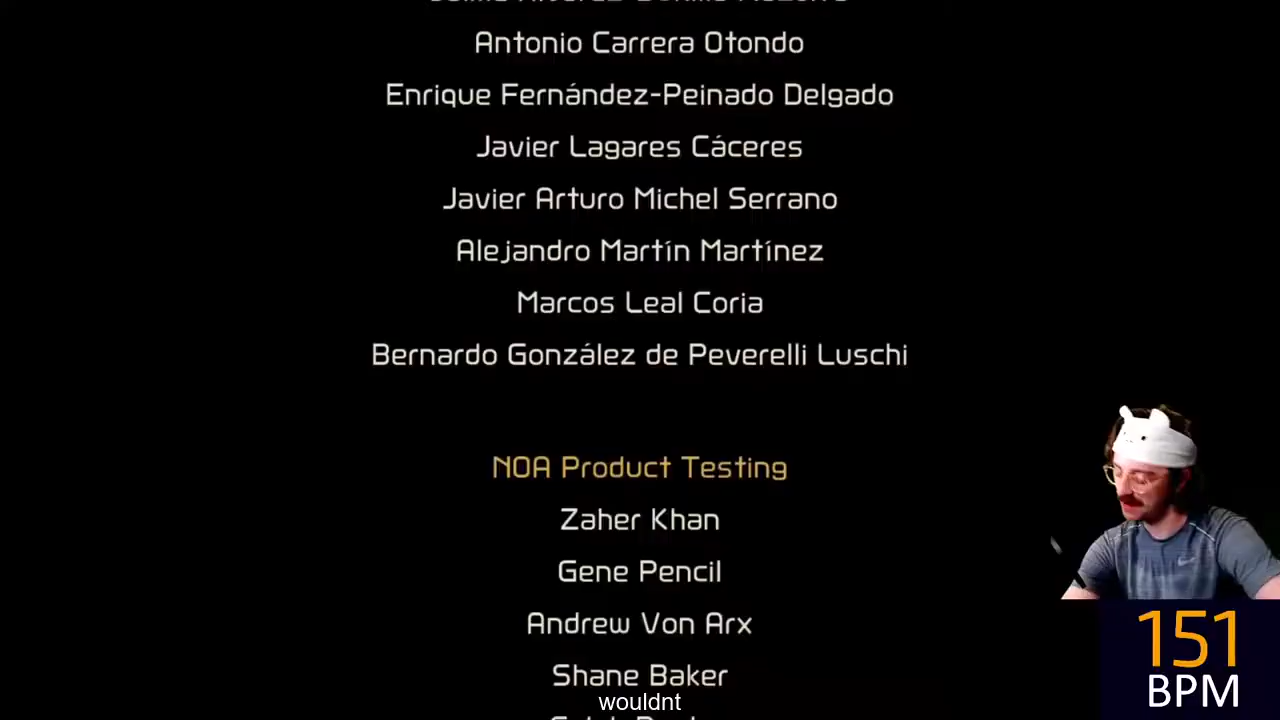 Antonio Carrera Otondo
Enrique Fernández-Peinado Delgado
Javier Lagares Cáceres
Javier Arturo Michel Serrano
Alejandro Martín Martínez
Marcos Leal Coria
Bernardo González de Peverelli Luschi
NOA Product Testing
Zaher Khan
Gene Pencil
Andrew Von Arx
Shane Baker
wouldnt
151
BPM